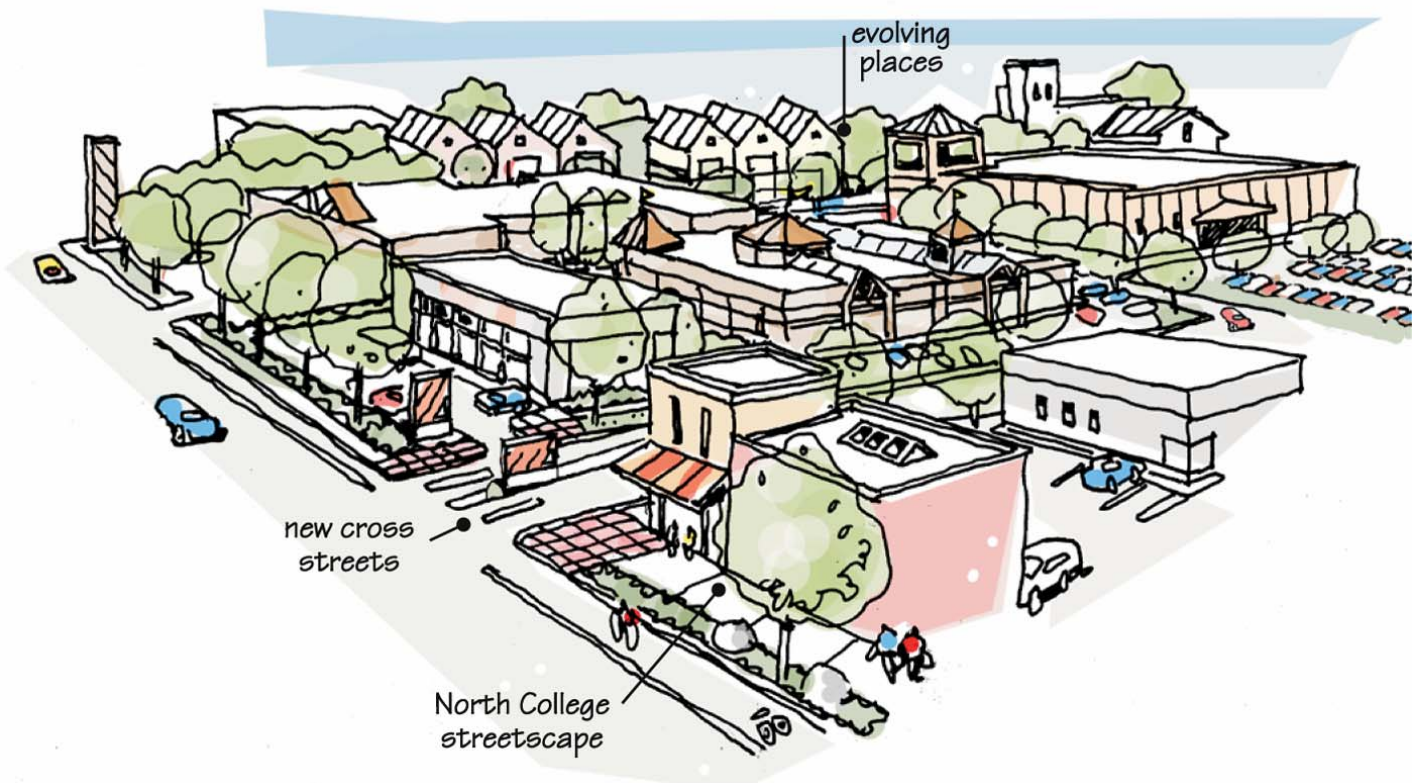 evolving
places
new cross
streets
North College
streetscape